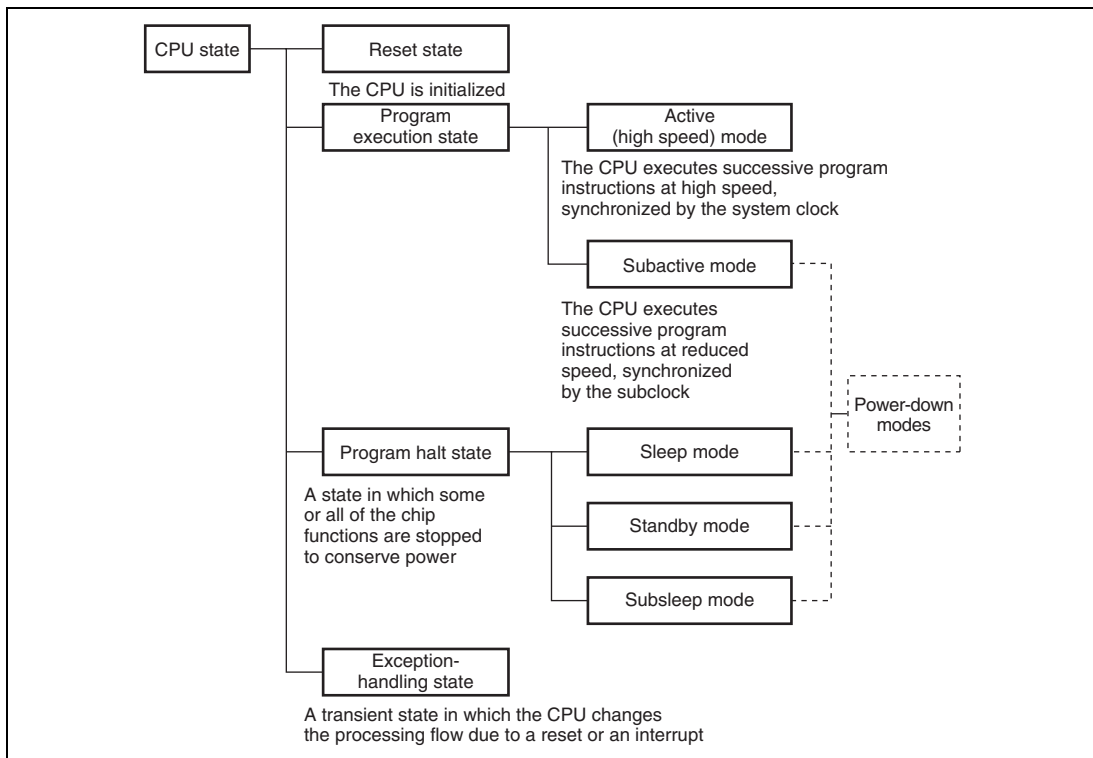 CPU state
Reset state
The CPU is initialized
Program
execution state
Active
(high speed) mode
The CPU executes successive program
instructions at high speed,
synchronized by the system clock
Subactive mode
The CPU executes
successive program
instructions at reduced
speed, synchronized
by the subclock
Power-down
modes
Program halt state
A state in which some
or all of the chip
functions are stopped
to conserve power
Sleep mode
Standby mode
Subsleep mode
Exception-
handling state
A transient state in which the CPU changes
the processing flow due to a reset or an interrupt